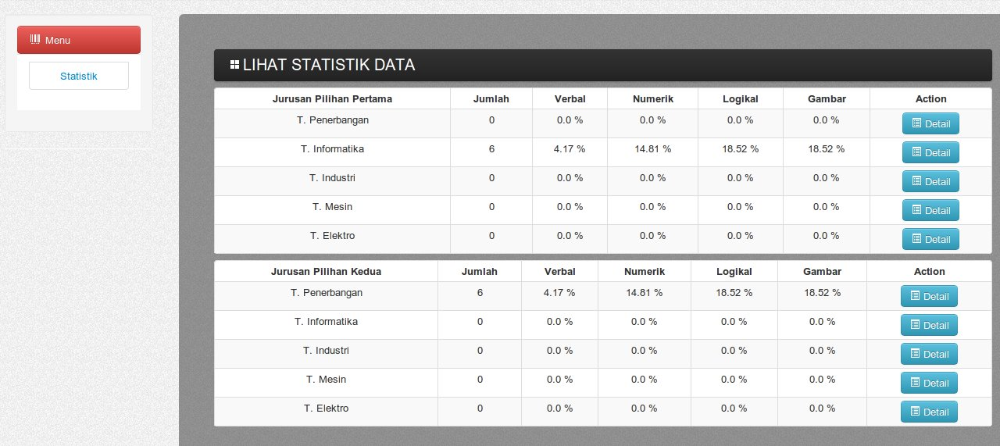 Menu
Statistik
LIHAT STATISTIK DATA
Jurusan Pilihan Pertama Jumlah Verbal Numerik Logikal Gambar Action
T. Penerbangan 0 0.0 % 0.0 % 0.0 % 0.0 % Detail
T. Informatika 6 4.17 % 14.81 % 18.52 % 18.52 % Detail
T. Industri 0 0.0 % 0.0 % 0.0 % 0.0 % Detail
T. Mesin 0 0.0 % 0.0 % 0.0 % 0.0 % Detail
T. Elektro 0 0.0 % 0.0 % 0.0 % 0.0 % Detail
Jurusan Pilihan Kedua Jumlah Verbal Numerik Logikal Gambar Action
T. Penerbangan 6 4.17 % 14.81 % 18.52 % 18.52 % Detail
T. Informatika 0 0.0 % 0.0 % 0.0 % 0.0 % Detail
T. Industri 0 0.0 % 0.0 % 0.0 % 0.0 % Detail
T. Mesin 0 0.0 % 0.0 % 0.0 % 0.0 % Detail
T. Elektro 0 0.0 % 0.0 % 0.0 % 0.0 % Detail